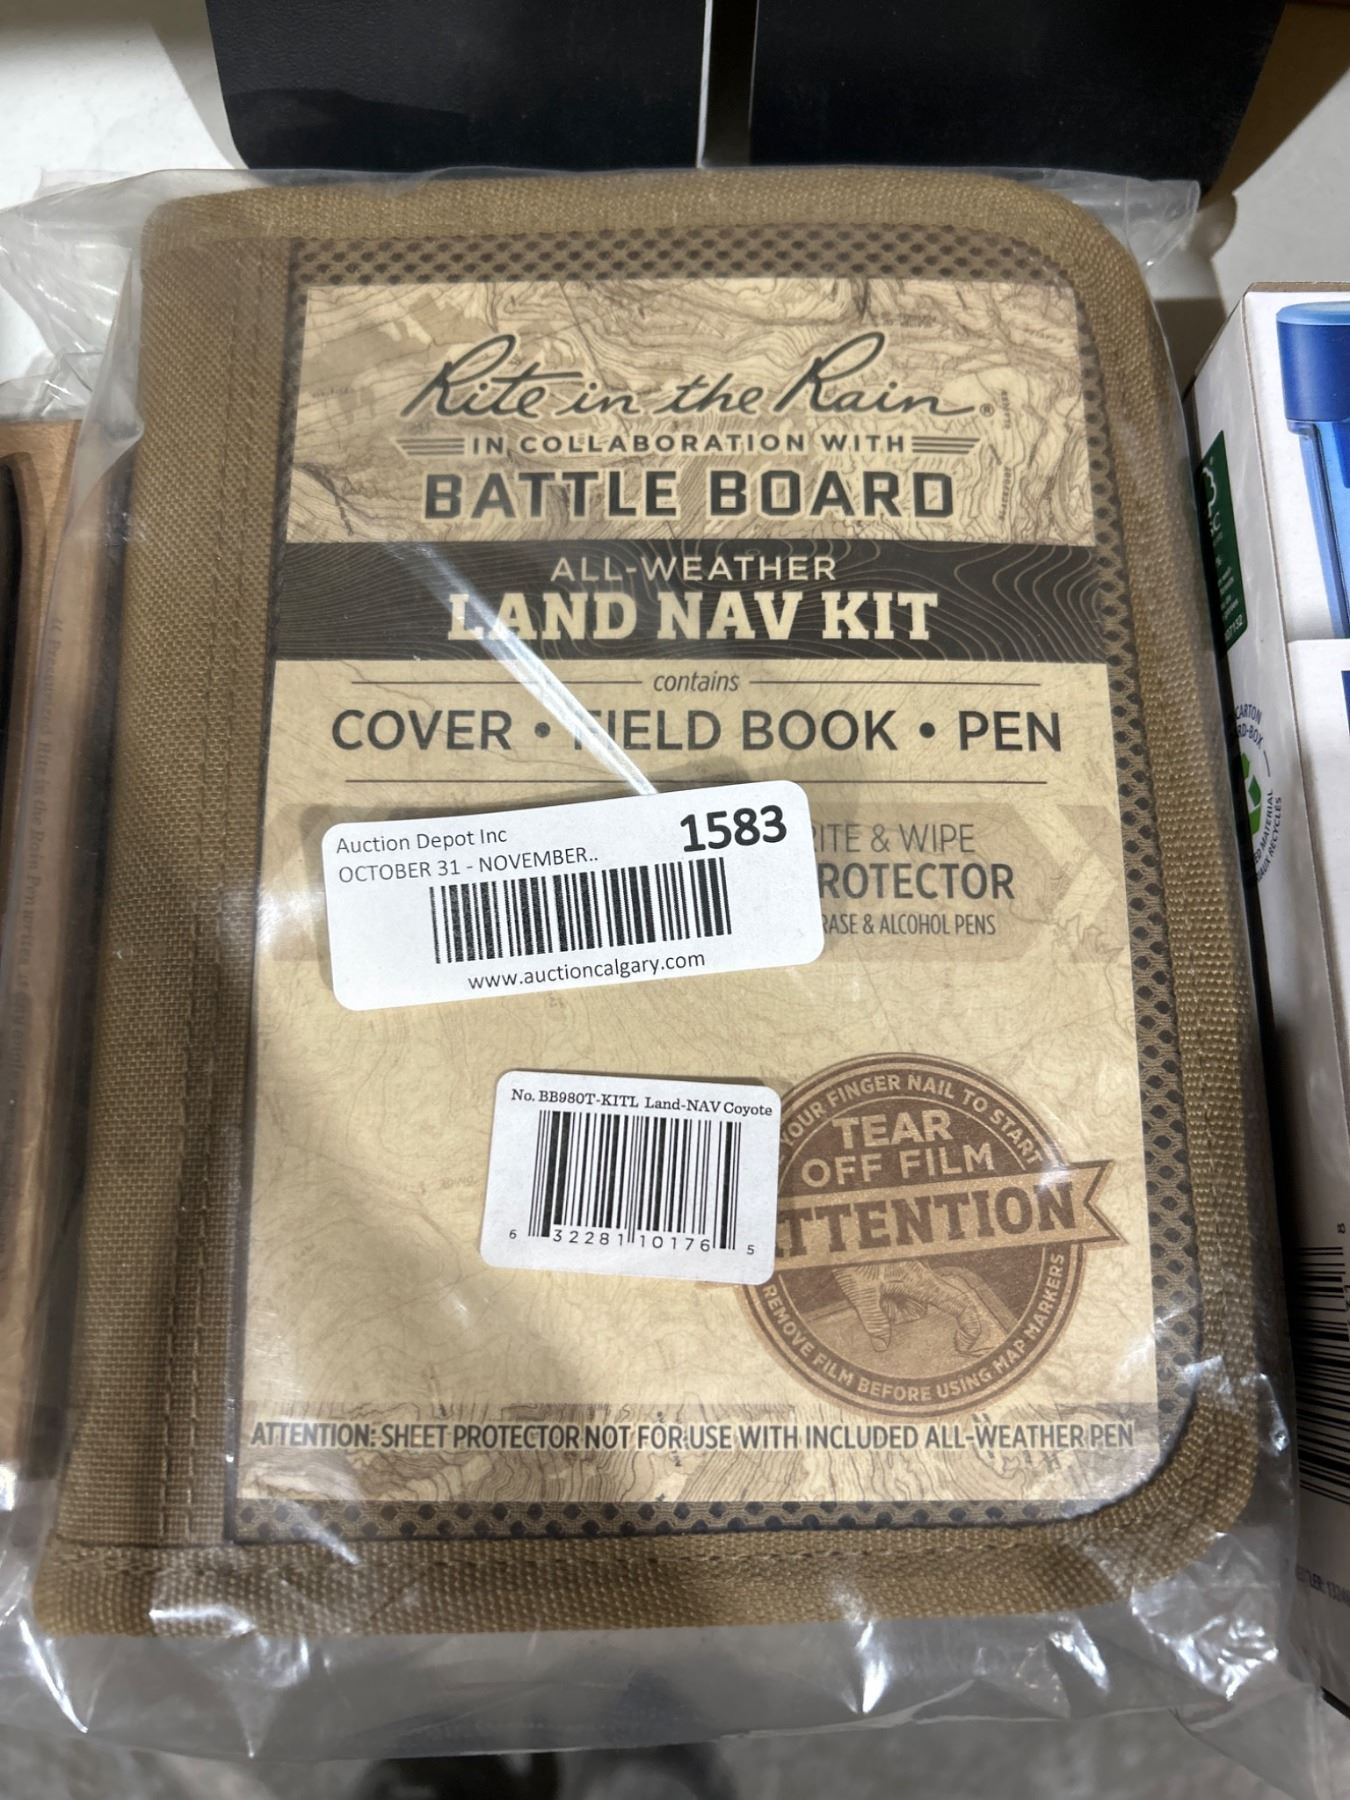 Rite in the Rain®
IN COLLABORATION WITH
BATTLE BOARD
ALL-WEATHER
LAND NAV KIT
contains
COVER • FIELD BOOK • PEN
Auction Depot Inc
1583
OCTOBER 31 - NOVEMBER..
www.auctioncalgary.com
& WIPE
ALCOHOL PENS
No. BB980T-KITL Land-NAV Coyote
6 32281 10176 5
YOUR FINGER NAIL TO START
TEAR
OFF FILM
ATTENTION
REMOVE FILM BEFORE USING MAP MARKERS
ATTENTION: SHEET PROTECTOR NOT FOR USE WITH INCLUDED ALL-WEATHER PEN